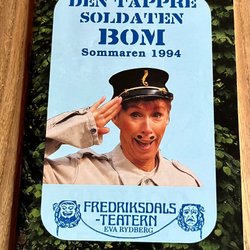 DEN TAPPRE
SOLDATEN
BOM
Sommaren 1994
FREDRIKSDALS
-TEATERN
EVA RYDBERG